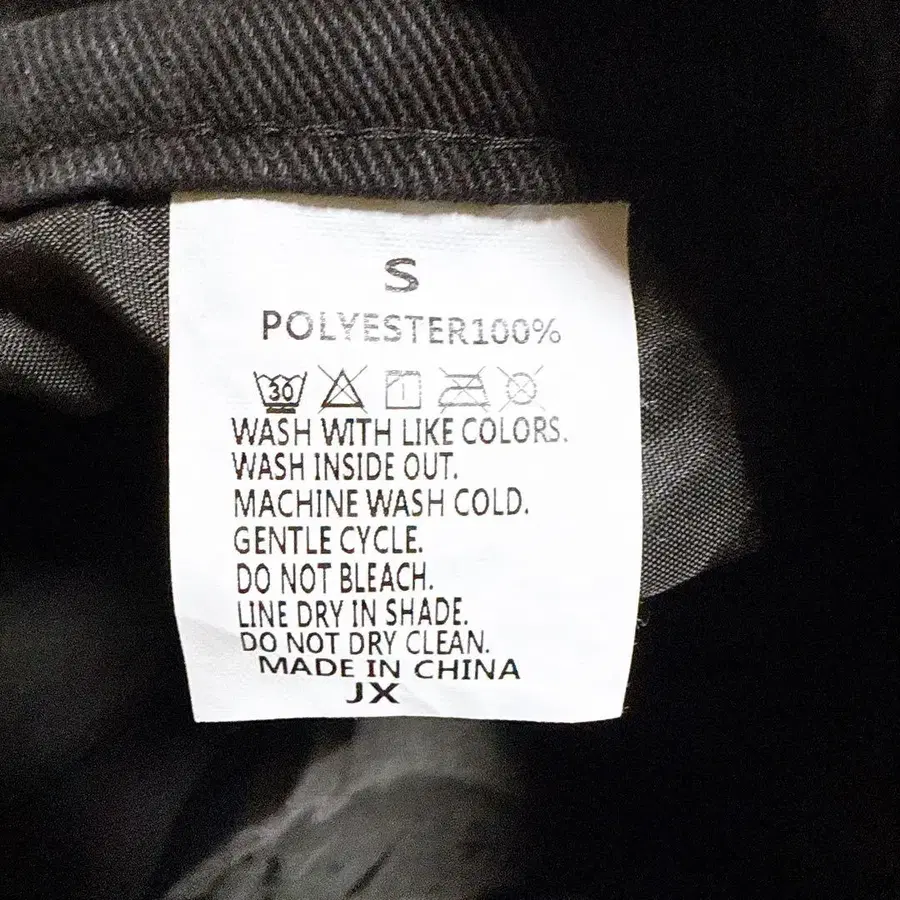 S
POLYESTER100%
30
WASH WITH LIKE COLORS.
WASH INSIDE OUT.
MACHINE WASH COLD.
GENTLE CYCLE.
DO NOT BLEACH.
LINE DRY IN SHADE.
DO NOT DRY CLEAN.
MADE IN CHINA
JX